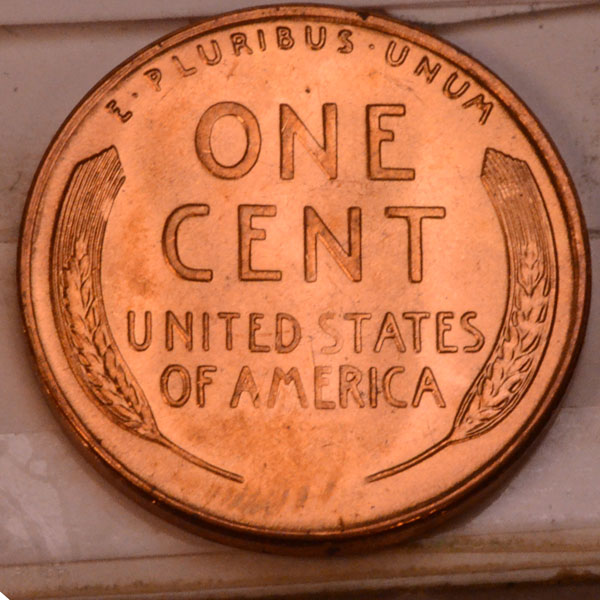 E · PLURIBUS · UNUM
ONE
CENT
UNITED STATES
OF AMERICA